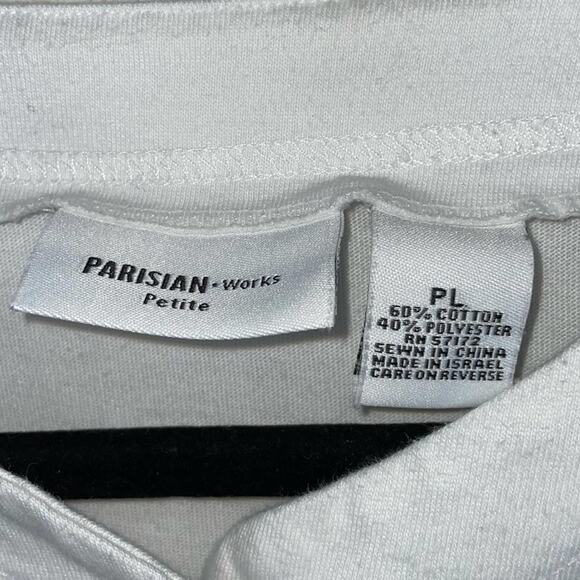 PARISIAN • Works
Petite
PL
60% COTTON
40% POLYESTER
RN 57172
SEWN IN CHINA
MADE IN ISRAEL
CARE ON REVERSE